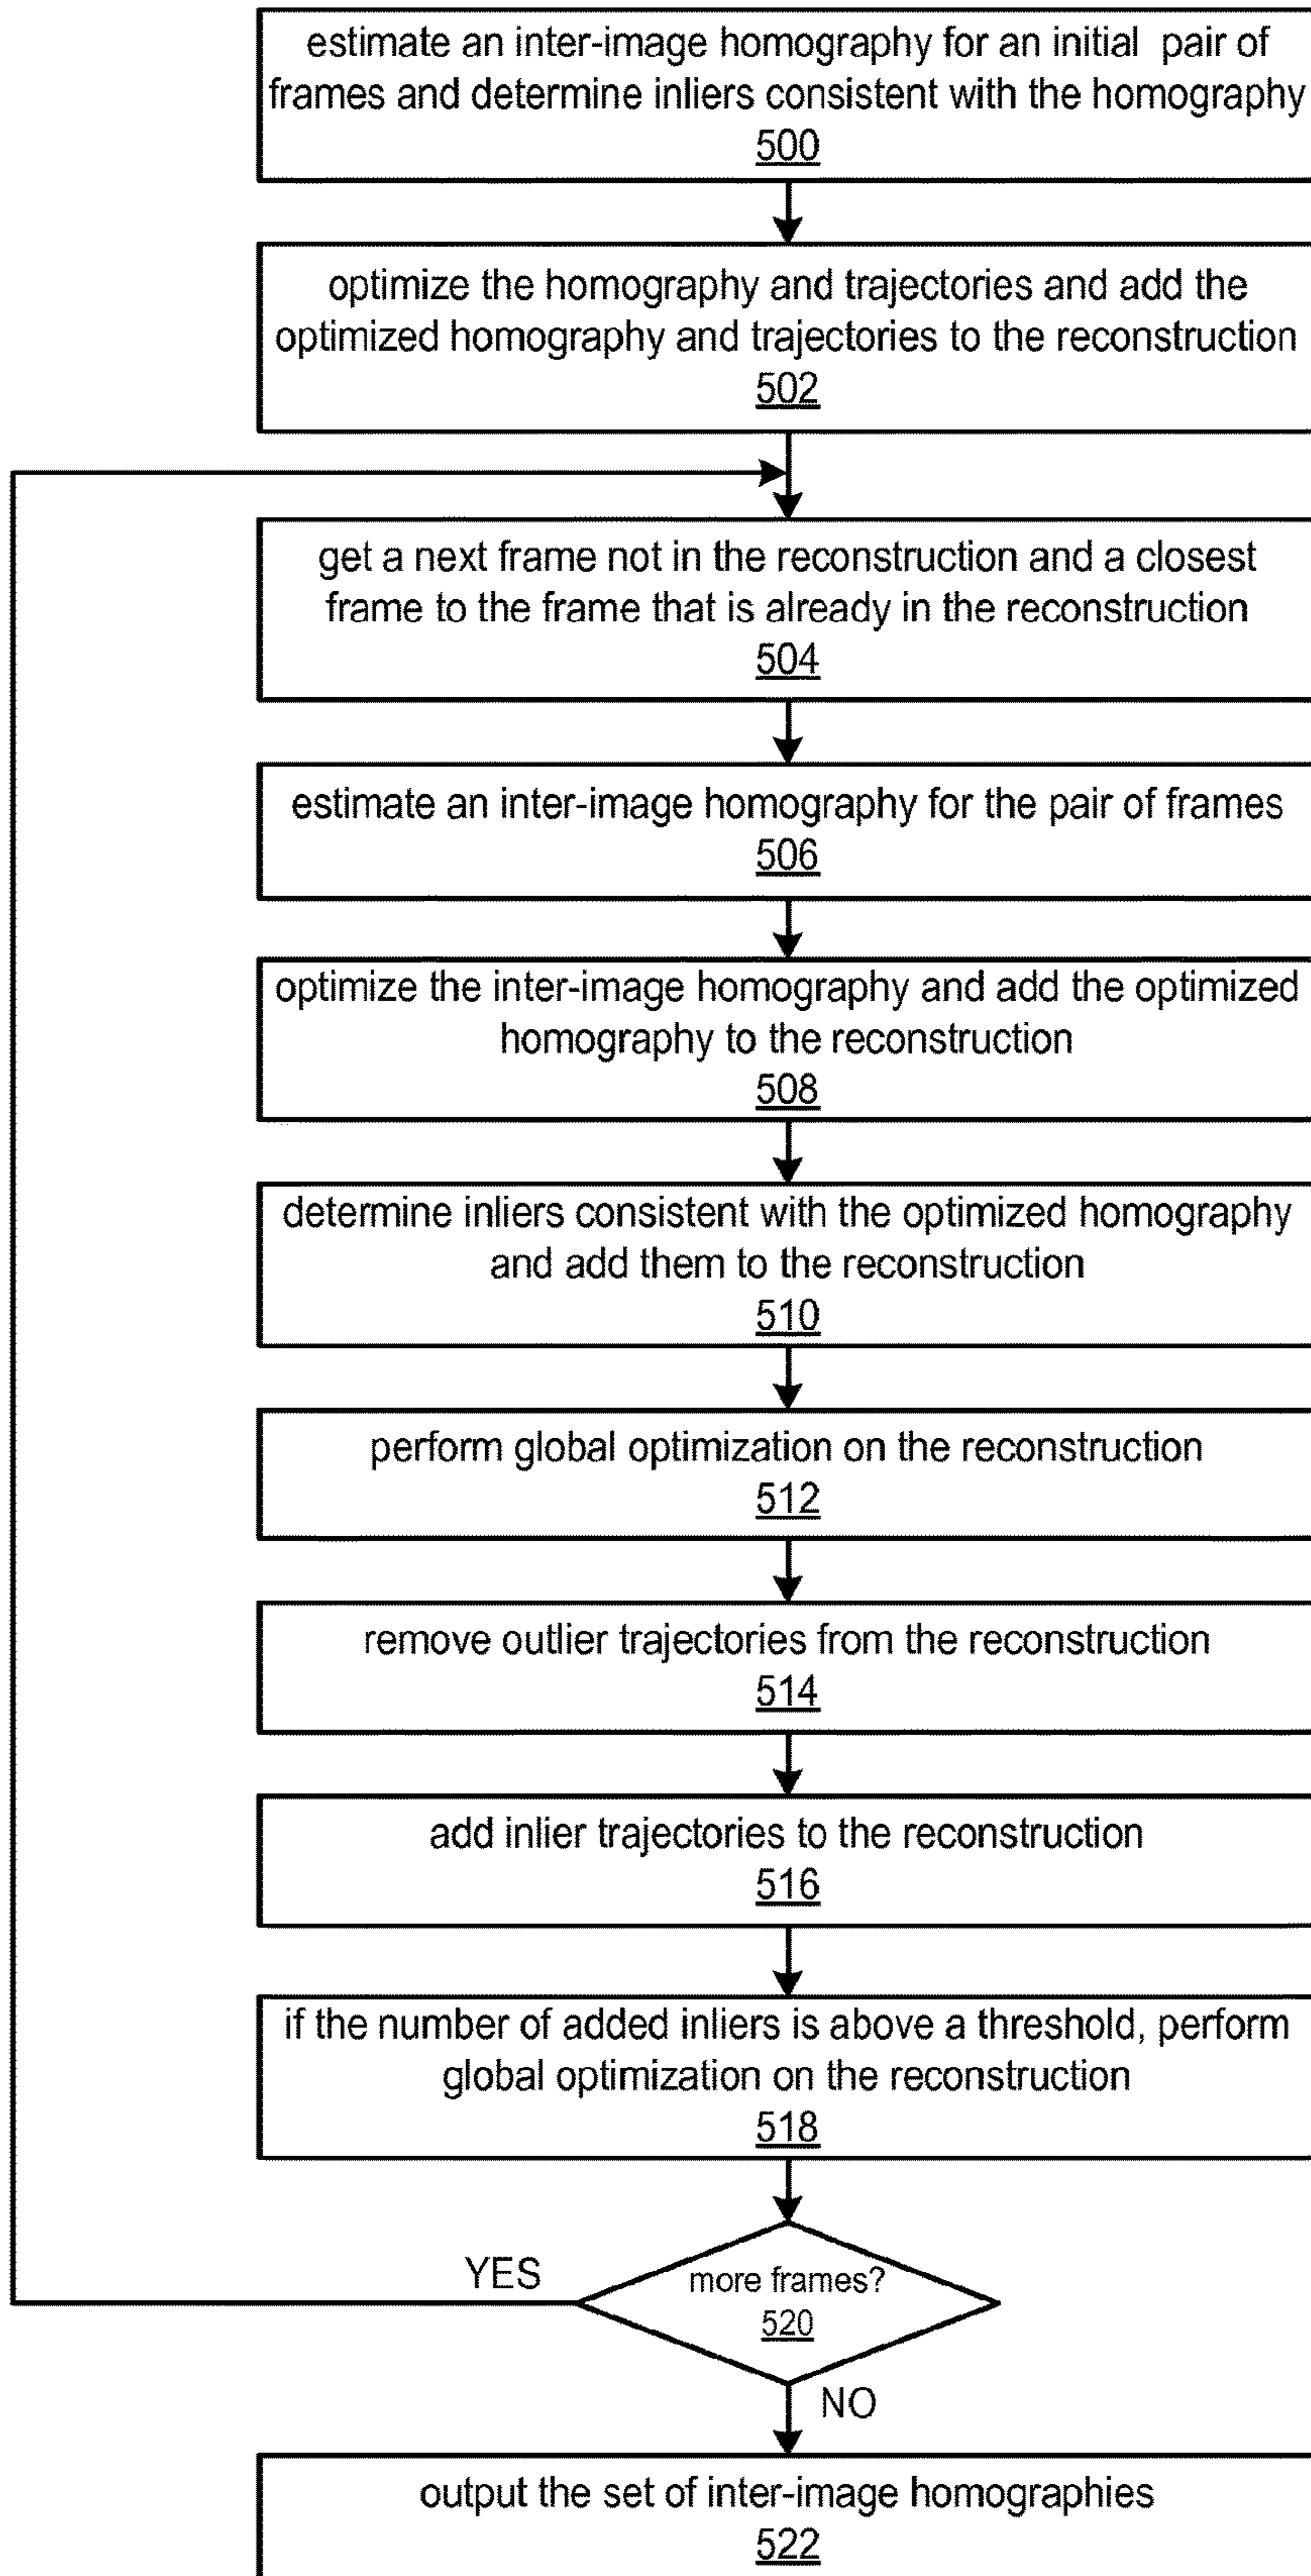 estimate an inter-image homography for an initial pair of
frames and determine inliers consistent with the homography
500
optimize the homography and trajectories and add the
optimized homography and trajectories to the reconstruction
502
get a next frame not in the reconstruction and a closest
frame to the frame that is already in the reconstruction
504
estimate an inter-image homography for the pair of frames
506
optimize the inter-image homography and add the optimized
homography to the reconstruction
508
determine inliers consistent with the optimized homography
and add them to the reconstruction
510
perform global optimization on the reconstruction
512
remove outlier trajectories from the reconstruction
514
add inlier trajectories to the reconstruction
516
if the number of added inliers is above a threshold, perform
global optimization on the reconstruction
518
YES
more frames?
520
NO
output the set of inter-image homographies
522